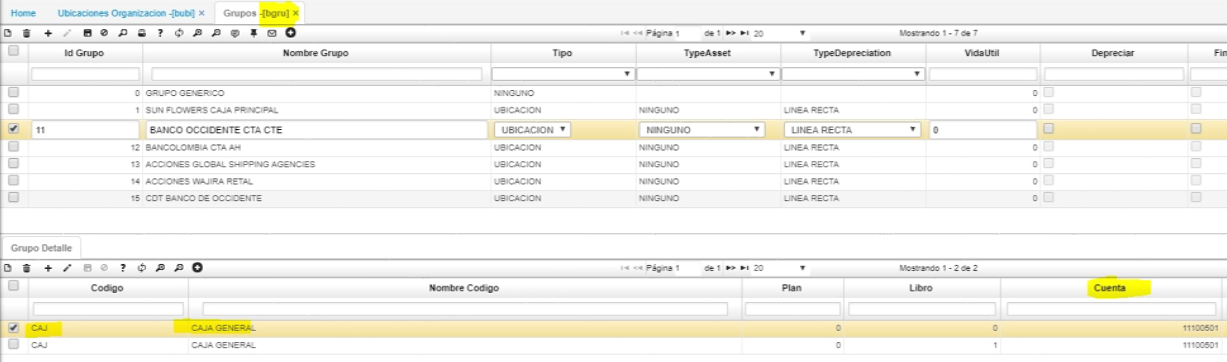 Home Ubicaciones Organizacion -[bubi] × Grupos -[bgru] ×
Página 1 de 1 20 Mostrando 1 - 7 de 7
Id Grupo Nombre Grupo Tipo TypeAsset TypeDepreciation VidaUtil Depreciar Fin
0 GRUPO GENERICO NINGUNO 0
1 SUN FLOWERS CAJA PRINCIPAL UBICACION NINGUNO LINEA RECTA 0
11 BANCO OCCIDENTE CTA CTE UBICACION NINGUNO LINEA RECTA 0
12 BANCOLOMBIA CTA AH UBICACION NINGUNO LINEA RECTA 0
13 ACCIONES GLOBAL SHIPPING AGENCIES UBICACION NINGUNO LINEA RECTA 0
14 ACCIONES WAJIRA RETAL UBICACION NINGUNO LINEA RECTA 0
15 CDT BANCO DE OCCIDENTE UBICACION NINGUNO LINEA RECTA 0
Grupo Detalle
Página 1 de 1 20 Mostrando 1 - 2 de 2
Codigo Nombre Codigo Plan Libro Cuenta
CAJ CAJA GENERAL 0 0 11100501
CAJ CAJA GENERAL 0 1 11100501